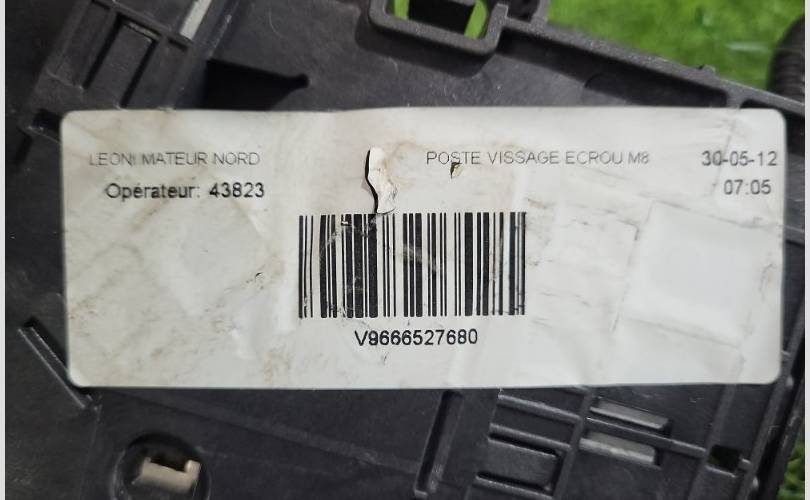 LEONI MATEUR NORD POSTE VISSAGE ECROU M8 30-05-12
Opérateur: 43823 07:05
V9666527680